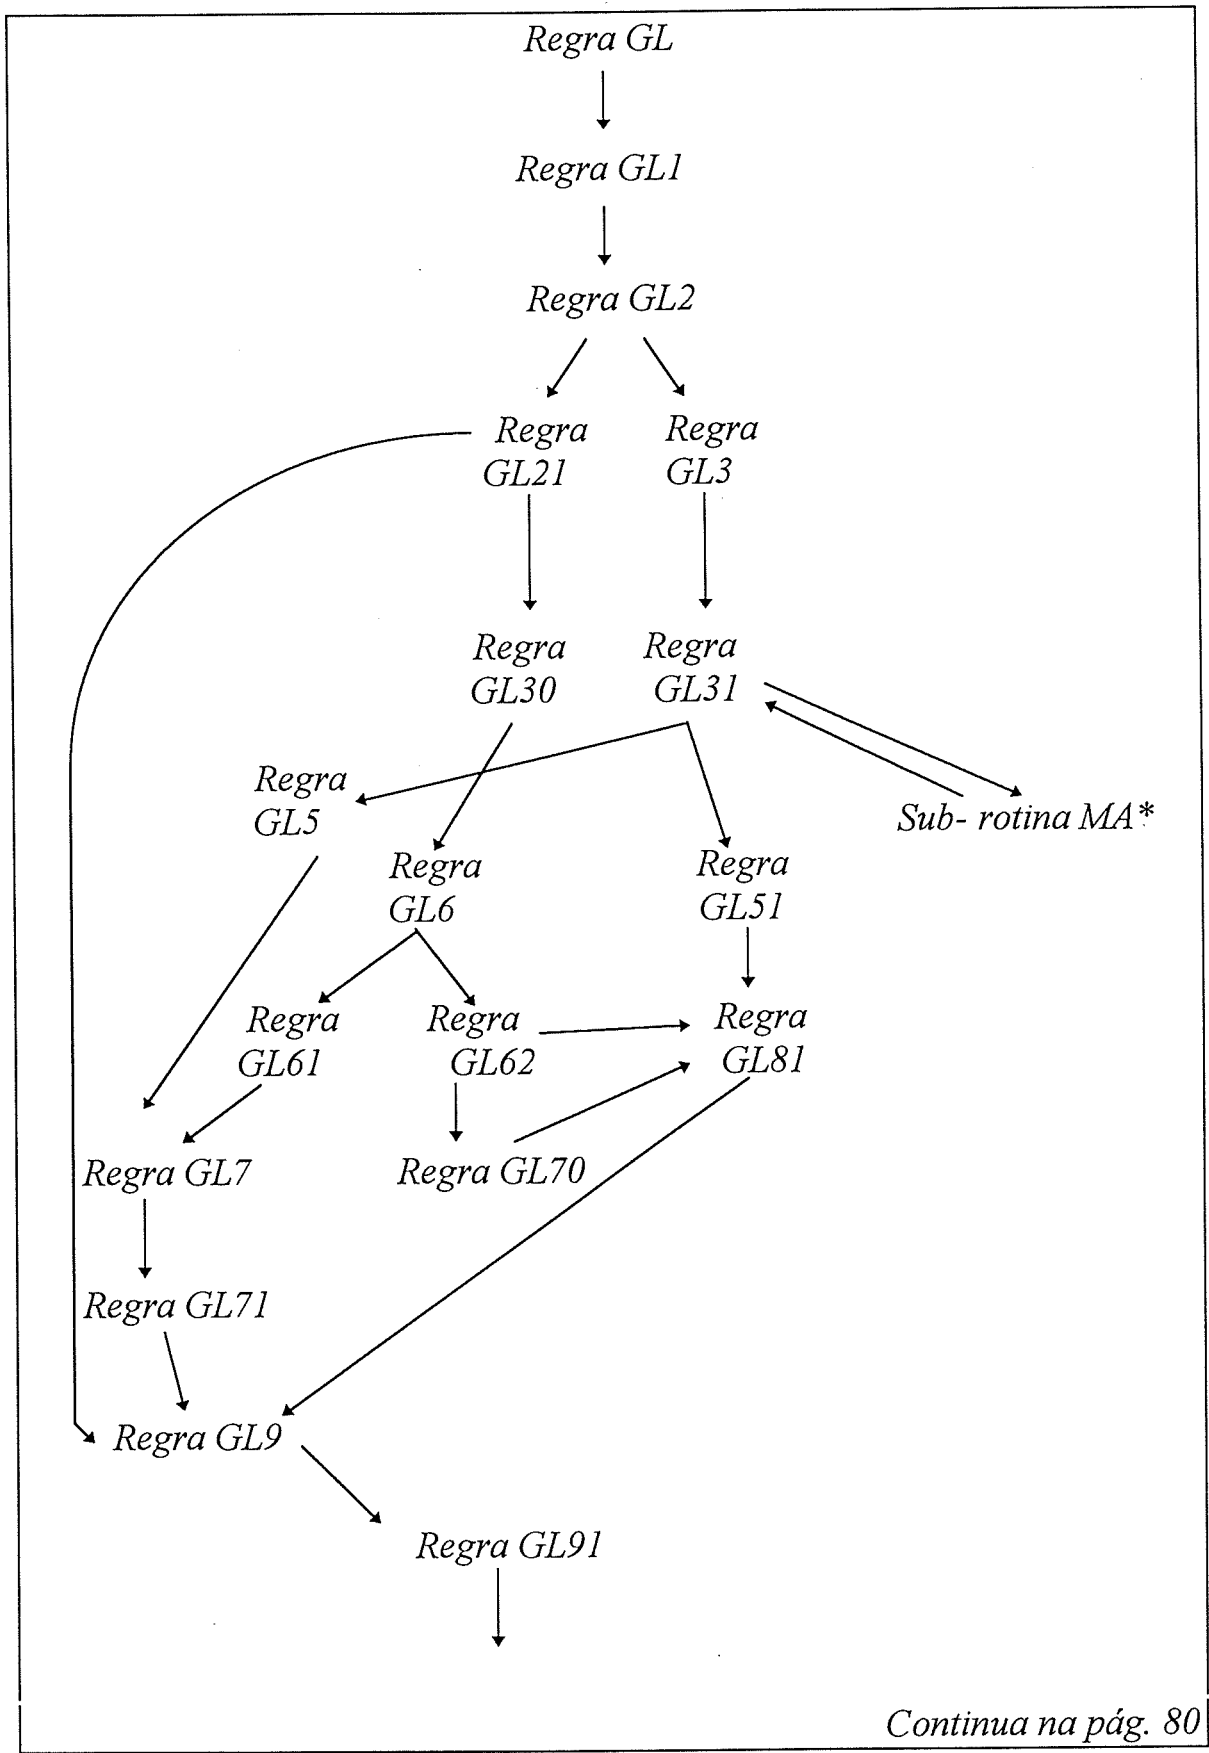 Regra GL
Regra GL1
Regra GL2
Regra
GL21
Regra
GL3
Regra
GL30
Regra
GL31
Regra
GL5
Sub- rotina MA*
Regra
GL6
Regra
GL51
Regra
GL61
Regra
GL62
Regra
GL81
Regra GL7
Regra GL70
Regra GL71
Regra GL9
Regra GL91
Continua na pág. 80